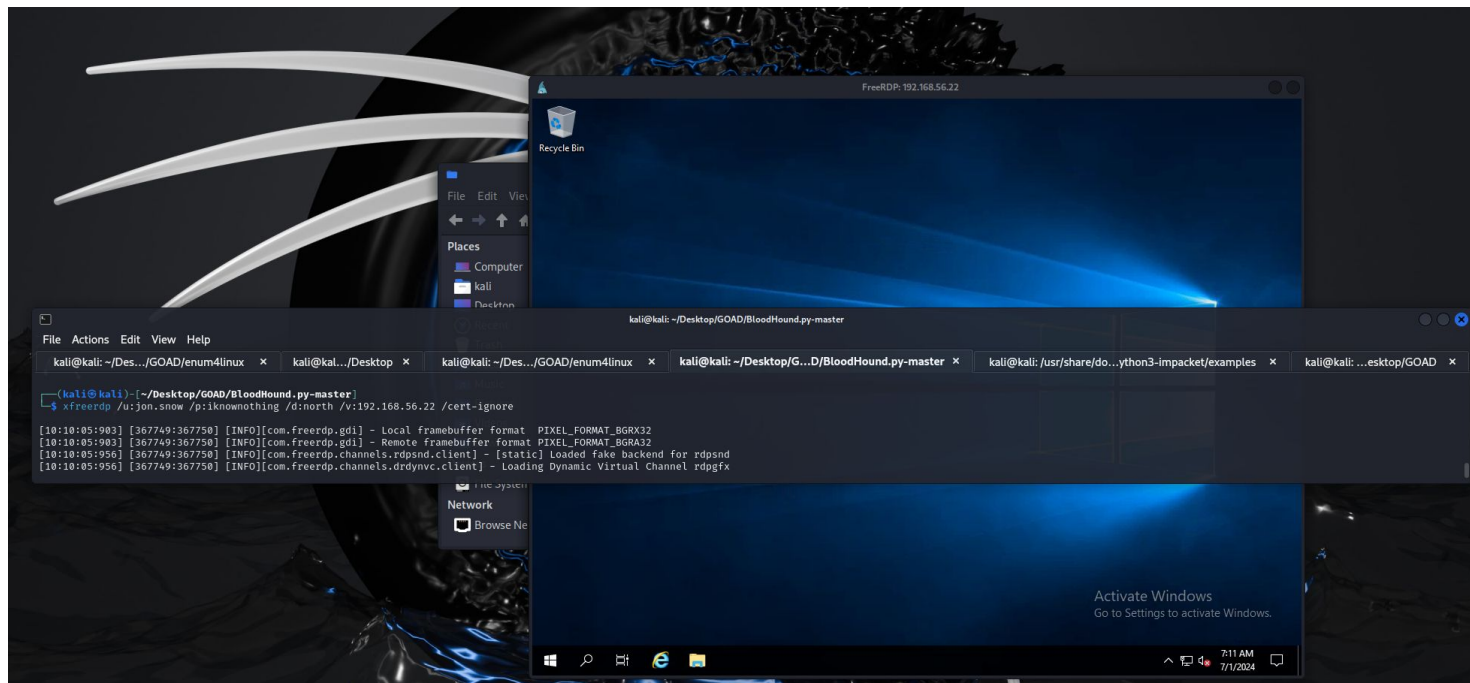 FreeRDP: 192.168.56.22
Recycle Bin
File Edit View
Places
Computer
kali
Desktop
kali@kali: ~/Desktop/GOAD/BloodHound.py-master
File Actions Edit View Help
kali@kali: ~/Des.../GOAD/enum4linux × kali@kal.../Desktop × kali@kali: ~/Des.../GOAD/enum4linux × kali@kali: ~/Desktop/G...D/BloodHound.py-master × kali@kali: /usr/share/do...ython3-impacket/examples × kali@kali: ...esktop/GOAD ×
┌──(kali㉿kali)-[~/Desktop/GOAD/BloodHound.py-master]
└─$ xfreerdp /u:jon.snow /p:iknownothing /d:north /v:192.168.56.22 /cert-ignore
[10:10:05:903] [367749:367750] [INFO][com.freerdp.gdi] - Local framebuffer format  PIXEL_FORMAT_BGRX32
[10:10:05:903] [367749:367750] [INFO][com.freerdp.gdi] - Remote framebuffer format PIXEL_FORMAT_BGRA32
[10:10:05:956] [367749:367750] [INFO][com.freerdp.channels.rdpsnd.client] - [static] Loaded fake backend for rdpsnd
[10:10:05:956] [367749:367750] [INFO][com.freerdp.channels.drdynvc.client] - Loading Dynamic Virtual Channel rdpgfx
File System
Network
Browse Ne
Activate Windows
Go to Settings to activate Windows.
7:11 AM
7/1/2024